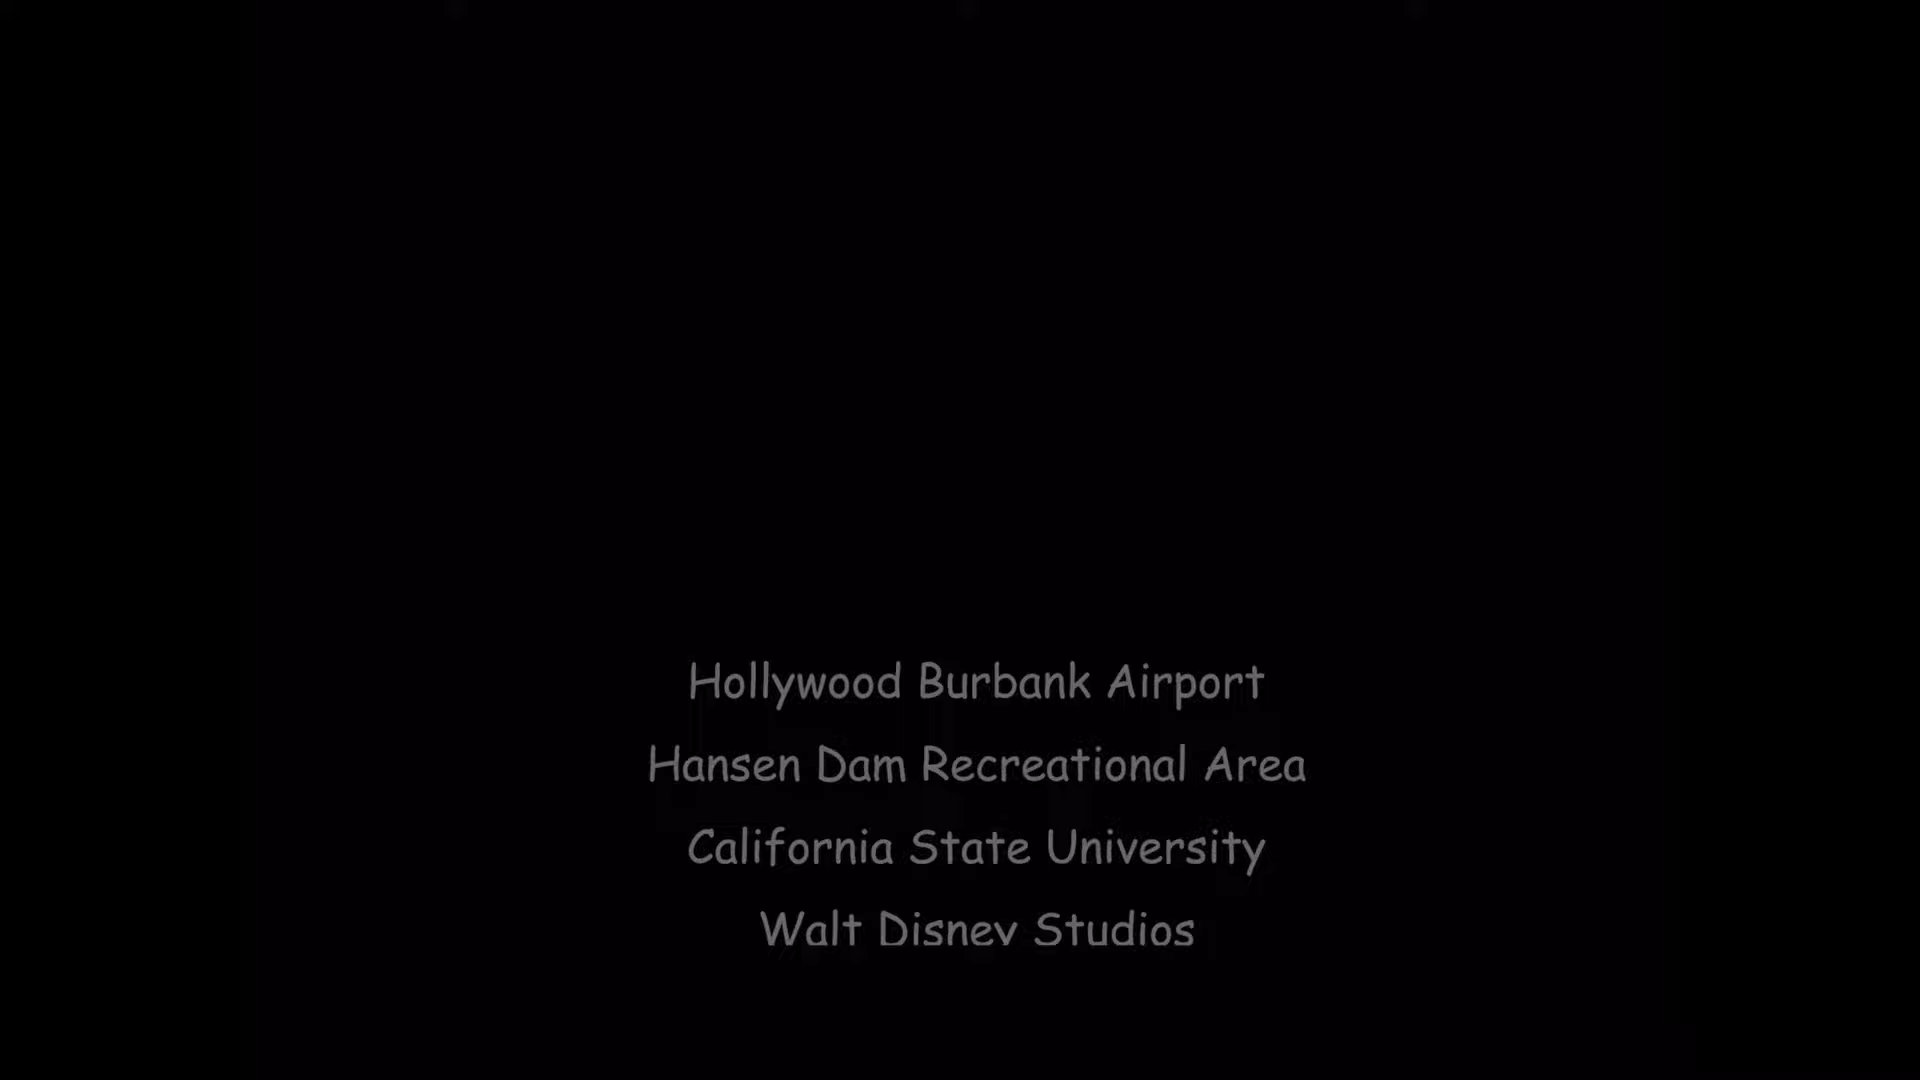 Hollywood Burbank Airport
Hansen Dam Recreational Area
California State University
Walt Disney Studios